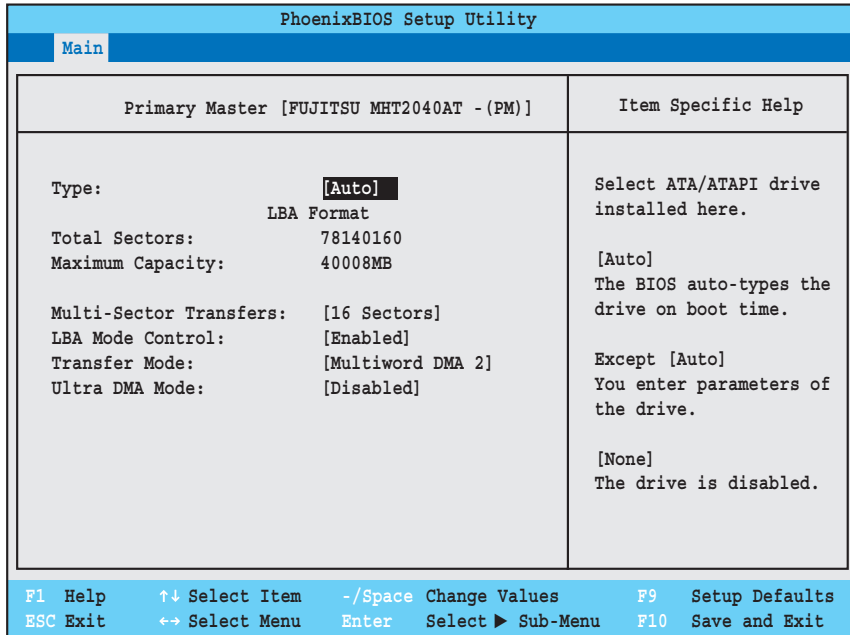 PhoenixBIOS Setup Utility
Main
Primary Master [FUJITSU MHT2040AT -(PM)]
Item Specific Help
Type: [Auto]
LBA Format
Total Sectors: 78140160
Maximum Capacity: 40008MB
Multi-Sector Transfers: [16 Sectors]
LBA Mode Control: [Enabled]
Transfer Mode: [Multiword DMA 2]
Ultra DMA Mode: [Disabled]
Select ATA/ATAPI drive
installed here.
[Auto]
The BIOS auto-types the
drive on boot time.
Except [Auto]
You enter parameters of
the drive.
[None]
The drive is disabled.
F1 Help ↑↓ Select Item -/Space Change Values F9 Setup Defaults
ESC Exit ←→ Select Menu Enter Select ▶ Sub-Menu F10 Save and Exit